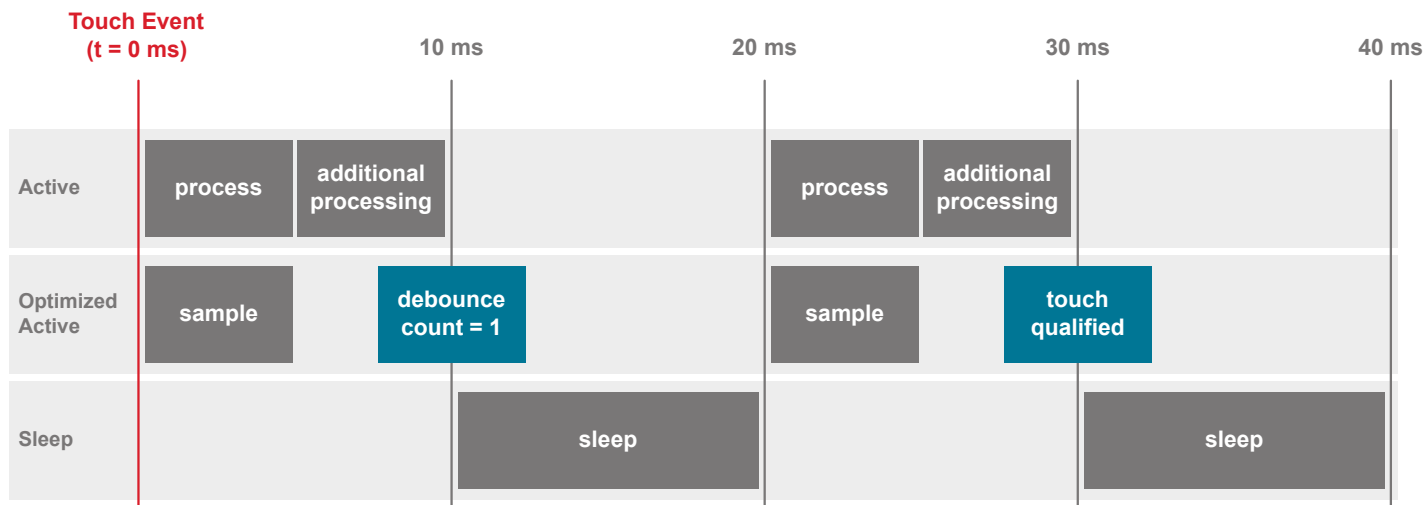 Touch Event
(t = 0 ms)
10 ms
20 ms
30 ms
40 ms
Active
process
additional
processing
process
additional
processing
Optimized
Active
sample
debounce
count = 1
sample
touch
qualified
Sleep
sleep
sleep